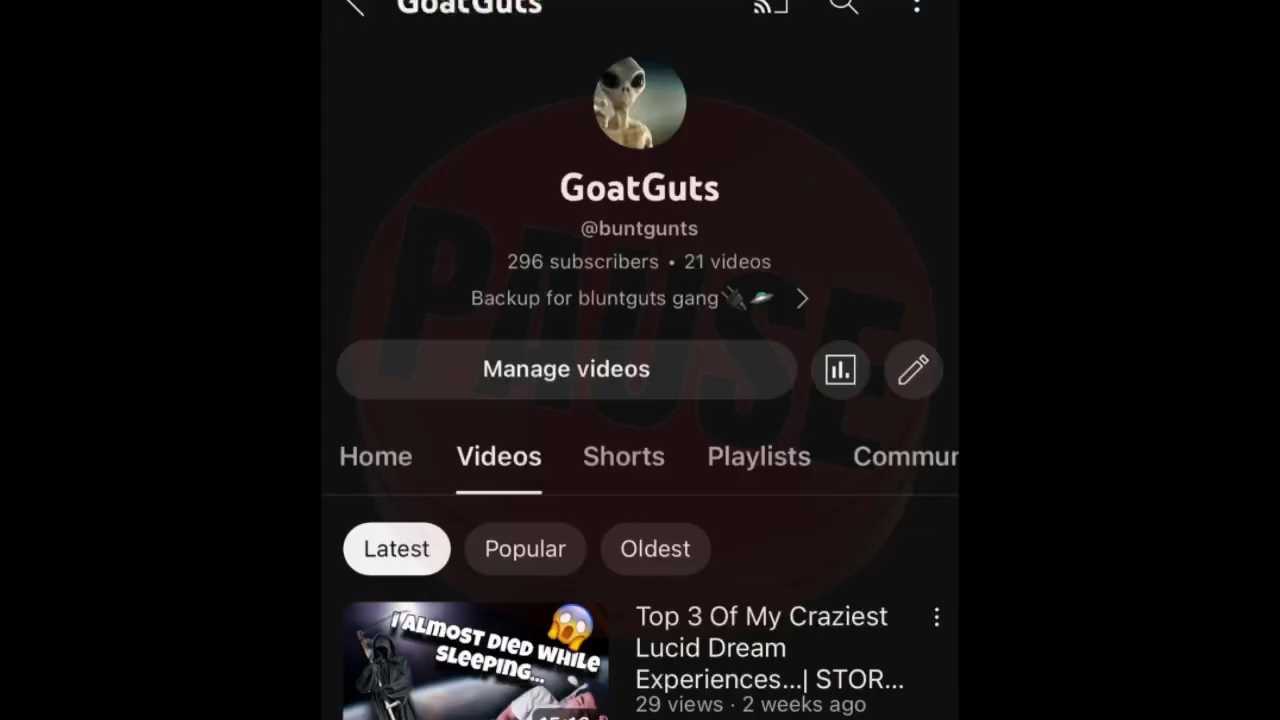 GoatGuts
GoatGuts
@buntgunts
296 subscribers • 21 videos
Backup for bluntguts gang
PAUSE
Manage videos
Home Videos Shorts Playlists Commun
Latest Popular Oldest
I ALMOST DIED WHILE
SLEEPING...
Top 3 Of My Craziest
Lucid Dream
Experiences...| STOR...
29 views · 2 weeks ago